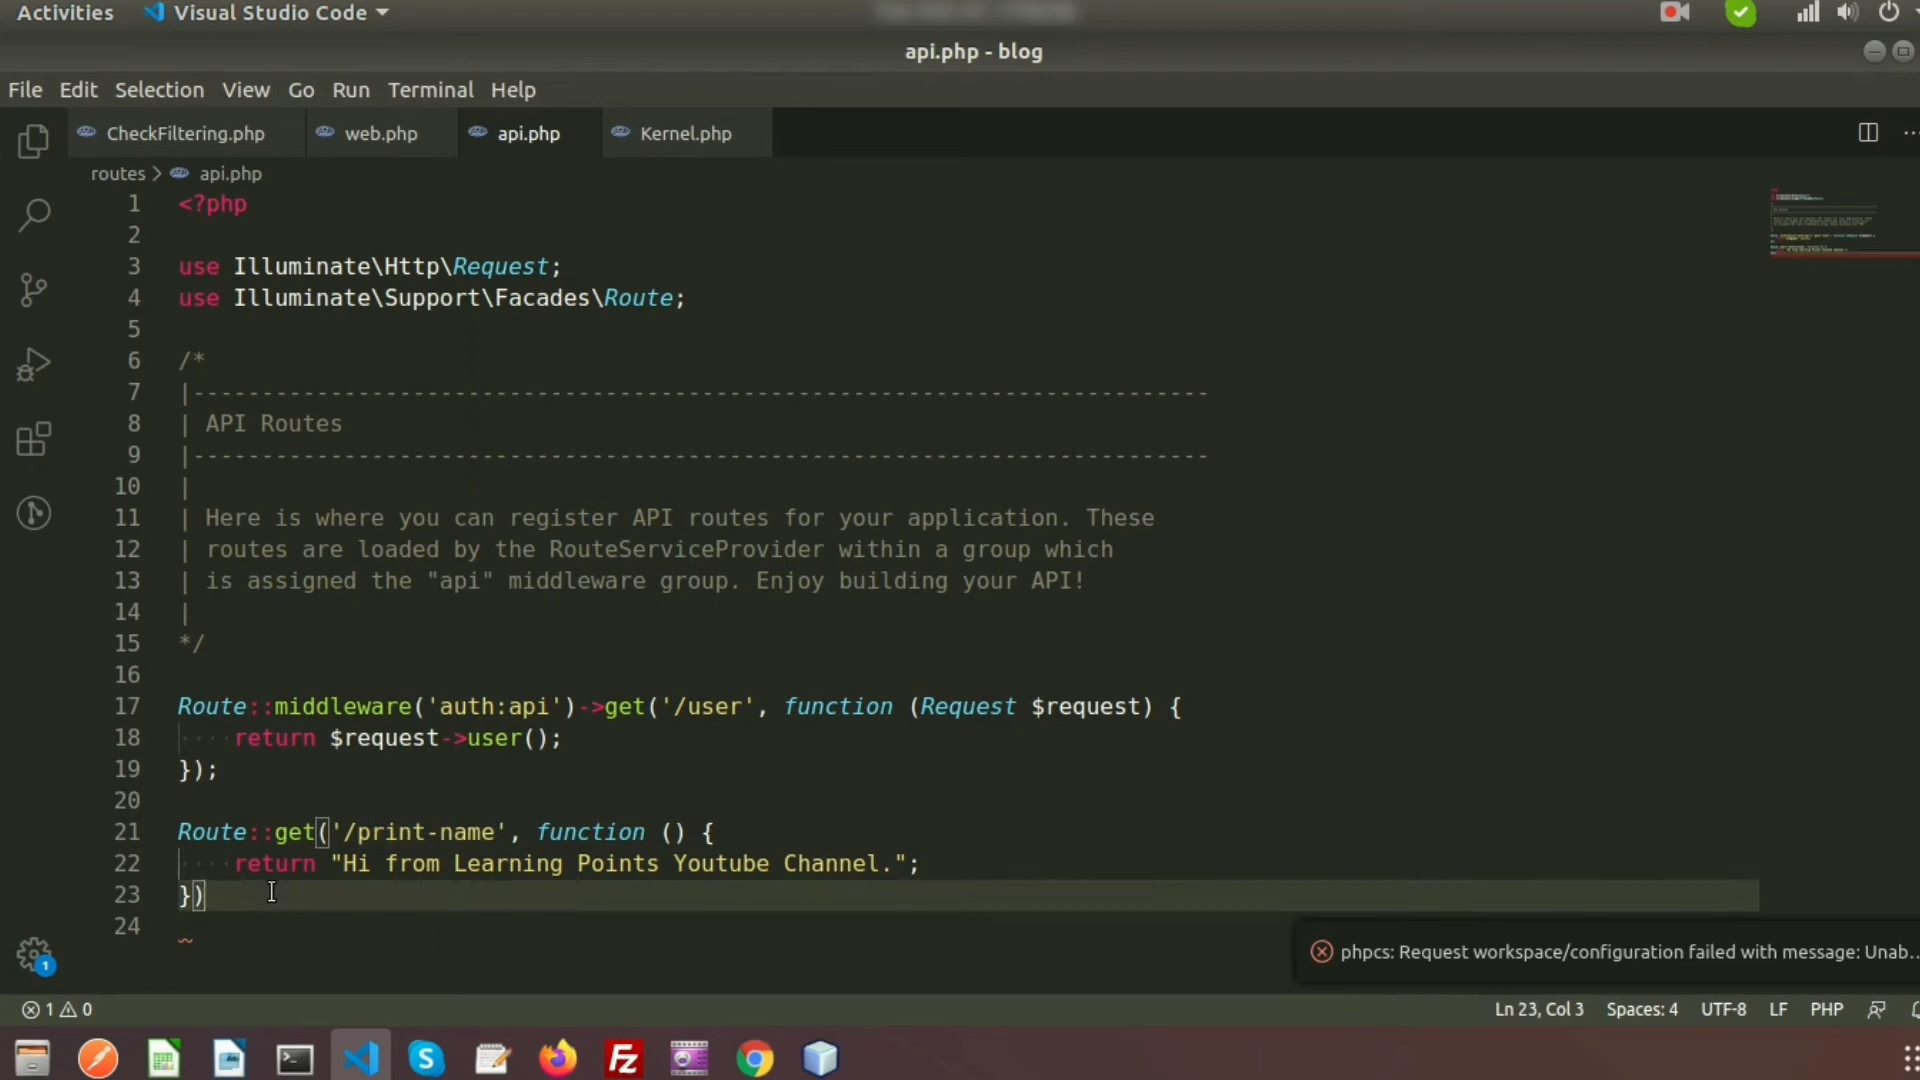 Activities Visual Studio Code
api.php - blog
File Edit Selection View Go Run Terminal Help
CheckFiltering.php web.php api.php Kernel.php
routes > api.php
1 <?php
2
3 use Illuminate\Http\Request;
4 use Illuminate\Support\Facades\Route;
5
6 /*
7 |--------------------------------------------------------------------------
8 | API Routes
9 |--------------------------------------------------------------------------
10 |
11 | Here is where you can register API routes for your application. These
12 | routes are loaded by the RouteServiceProvider within a group which
13 | is assigned the "api" middleware group. Enjoy building your API!
14 |
15 */
16
17 Route::middleware('auth:api')->get('/user', function (Request $request) {
18 ····return $request->user();
19 });
20
21 Route::get('/print-name', function () {
22 ····return "Hi from Learning Points Youtube Channel.";
23 })
24
phpcs: Request workspace/configuration failed with message: Unab...
1
1 0 Ln 23, Col 3 Spaces: 4 UTF-8 LF PHP
S Fz